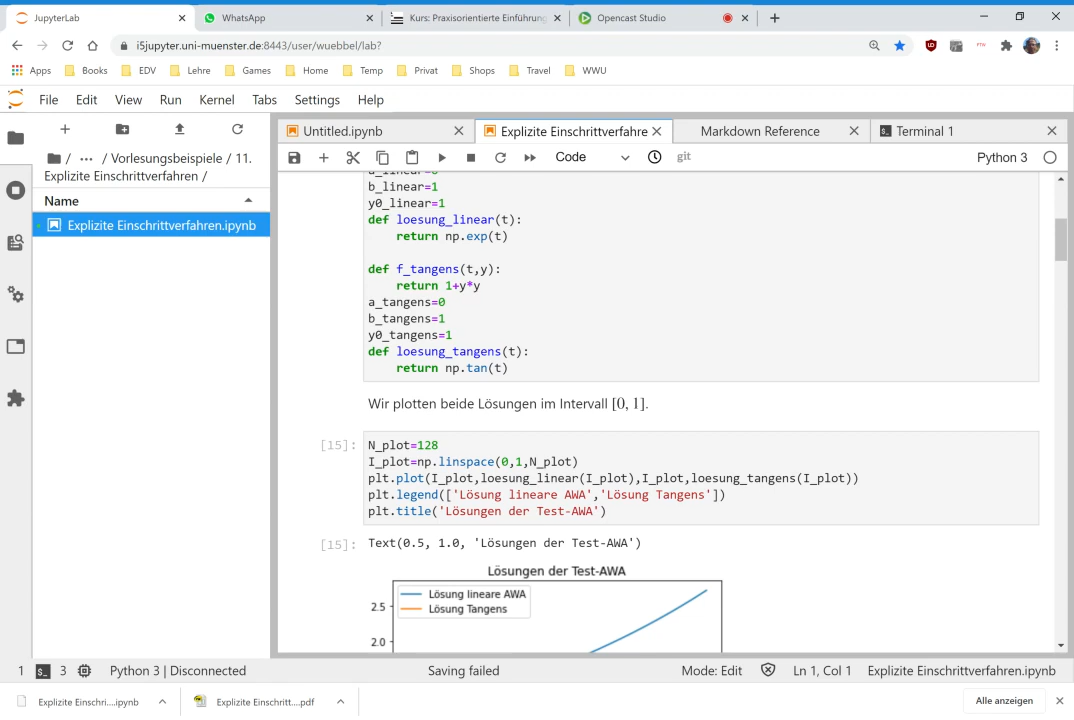 JupyterLab
WhatsApp
Kurs: Praxisorientierte Einführung
Opencast Studio
i5jupyter.uni-muenster.de:8443/user/wuebbel/lab?
Apps Books EDV Lehre Games Home Temp Privat Shops Travel WWU
File Edit View Run Kernel Tabs Settings Help
/ ··· / Vorlesungsbeispiele / 11.
Explizite Einschrittverfahren /
Name
Explizite Einschrittverfahren.ipynb
Untitled.ipynb
Explizite Einschrittverfahre
Markdown Reference
Terminal 1
Code
git
Python 3
a_linear=0
b_linear=1
y0_linear=1
def loesung_linear(t):
    return np.exp(t)
def f_tangens(t,y):
    return 1+y*y
a_tangens=0
b_tangens=1
y0_tangens=1
def loesung_tangens(t):
    return np.tan(t)
Wir plotten beide Lösungen im Intervall [0, 1].
[15]:
N_plot=128
I_plot=np.linspace(0,1,N_plot)
plt.plot(I_plot,loesung_linear(I_plot),I_plot,loesung_tangens(I_plot))
plt.legend(['Lösung lineare AWA','Lösung Tangens'])
plt.title('Lösungen der Test-AWA')
[15]:
Text(0.5, 1.0, 'Lösungen der Test-AWA')
Lösungen der Test-AWA
Lösung lineare AWA
Lösung Tangens
2.5
2.0
1 $_ 3 Python 3 | Disconnected Saving failed Mode: Edit Ln 1, Col 1 Explizite Einschrittverfahren.ipynb
Explizite Einschri....ipynb
Explizite Einschritt....pdf
Alle anzeigen